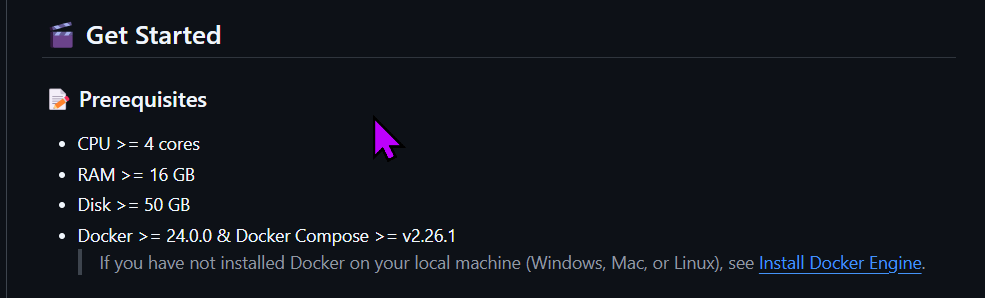 Get Started
Prerequisites
CPU >= 4 cores
RAM >= 16 GB
Disk >= 50 GB
Docker >= 24.0.0 & Docker Compose >= v2.26.1
If you have not installed Docker on your local machine (Windows, Mac, or Linux), see Install Docker Engine.